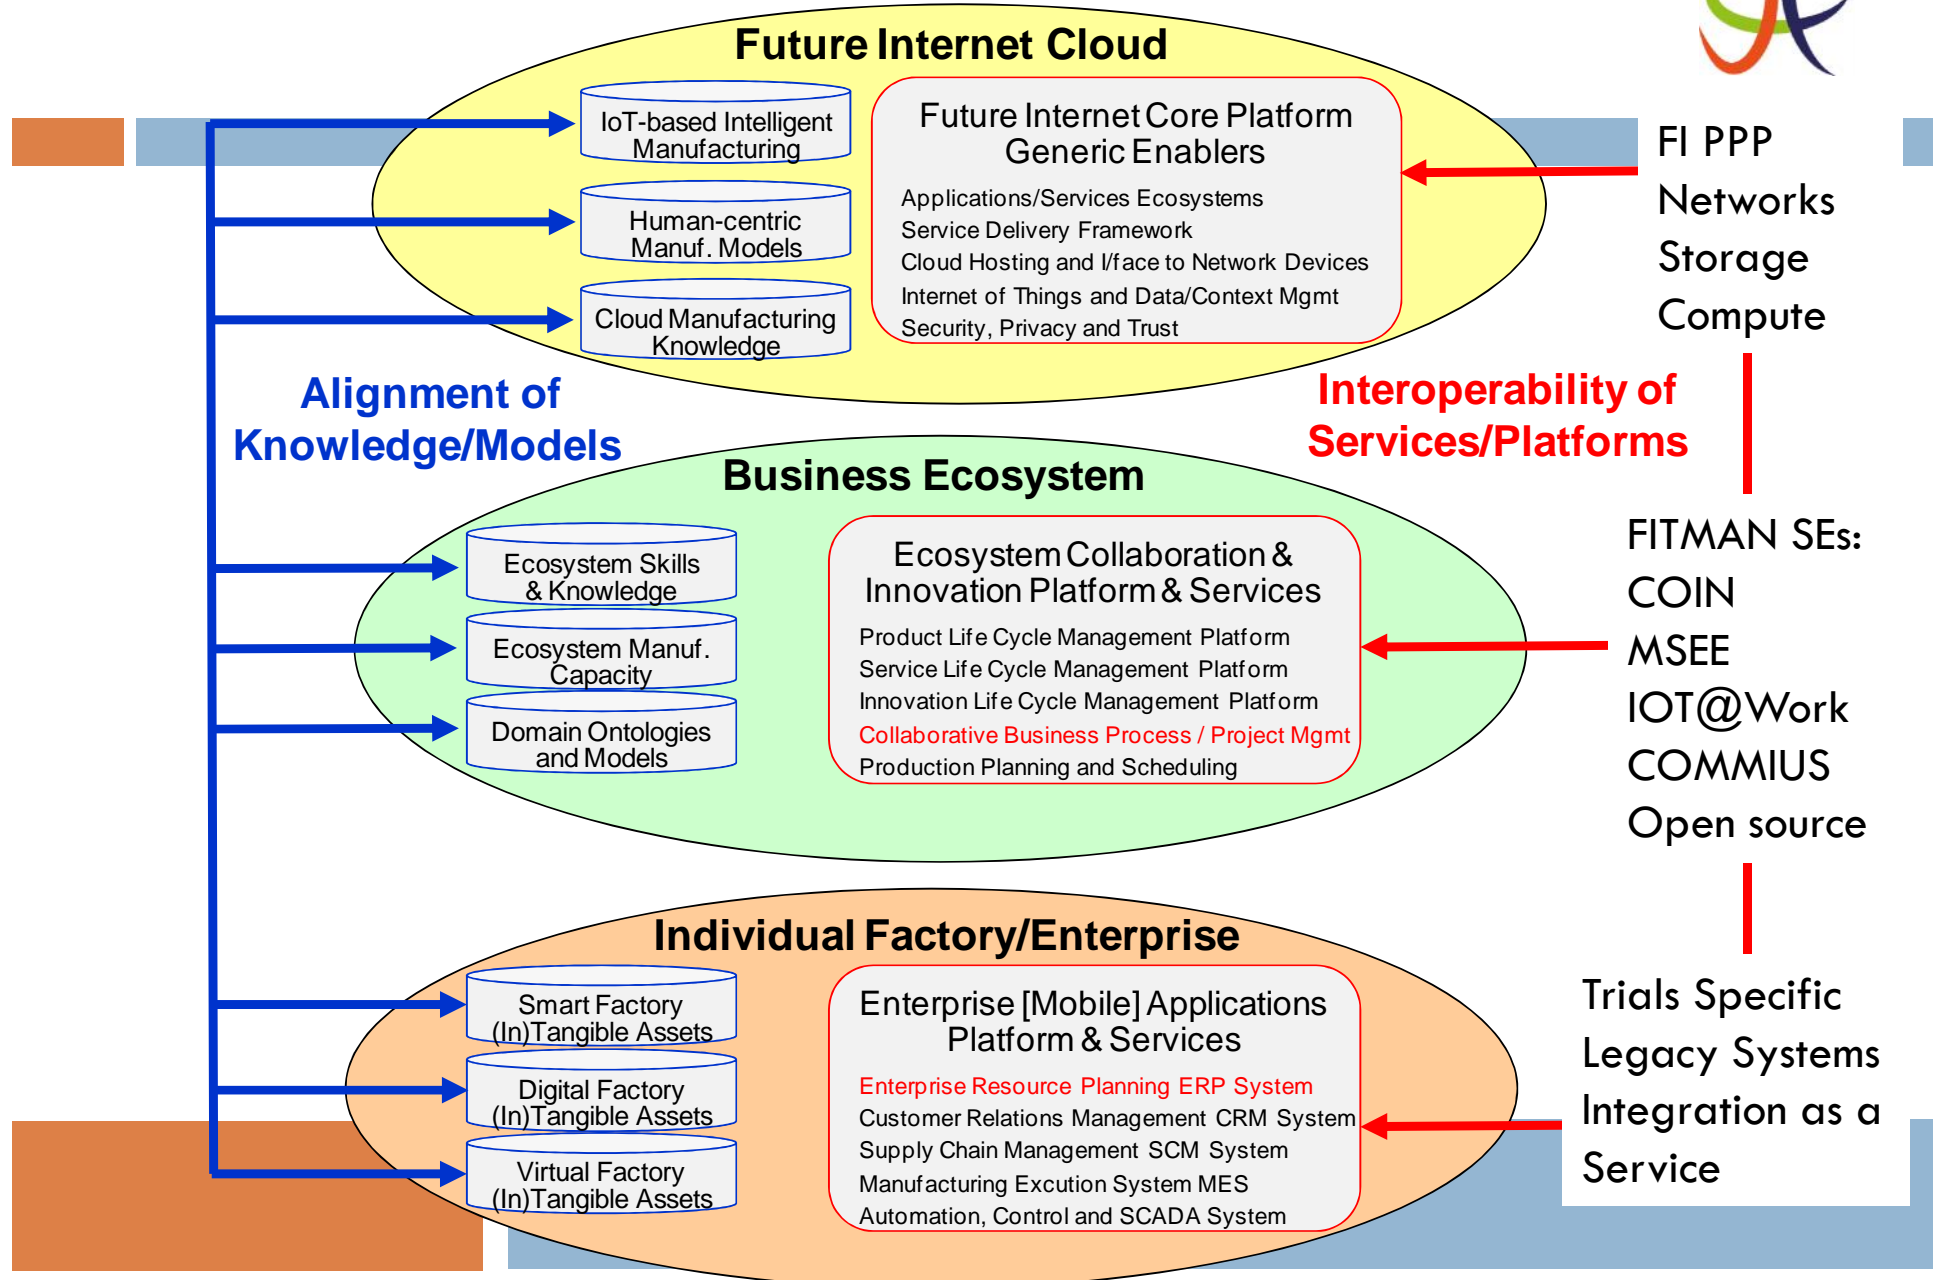 Future Internet Cloud
IoT-based Intelligent
Manufacturing
Human-centric
Manuf. Models
Cloud Manufacturing
Knowledge
Future Internet Core Platform
Generic Enablers
Applications/Services Ecosystems
Service Delivery Framework
Cloud Hosting and I/face to Network Devices
Internet of Things and Data/Context Mgmt
Security, Privacy and Trust
FI PPP
Networks
Storage
Compute
Alignment of
Knowledge/Models
Interoperability of
Services/Platforms
Business Ecosystem
Ecosystem Skills
& Knowledge
Ecosystem Manuf.
Capacity
Domain Ontologies
and Models
Ecosystem Collaboration &
Innovation Platform & Services
Product Life Cycle Management Platform
Service Life Cycle Management Platform
Innovation Life Cycle Management Platform
Collaborative Business Process / Project Mgmt
Production Planning and Scheduling
FITMAN SEs:
COIN
MSEE
IOT@Work
COMMIUS
Open source
Individual Factory/Enterprise
Smart Factory
(In)Tangible Assets
Digital Factory
(In)Tangible Assets
Virtual Factory
(In)Tangible Assets
Enterprise [Mobile] Applications
Platform & Services
Enterprise Resource Planning ERP System
Customer Relations Management CRM System
Supply Chain Management SCM System
Manufacturing Excution System MES
Automation, Control and SCADA System
Trials Specific
Legacy Systems
Integration as a
Service